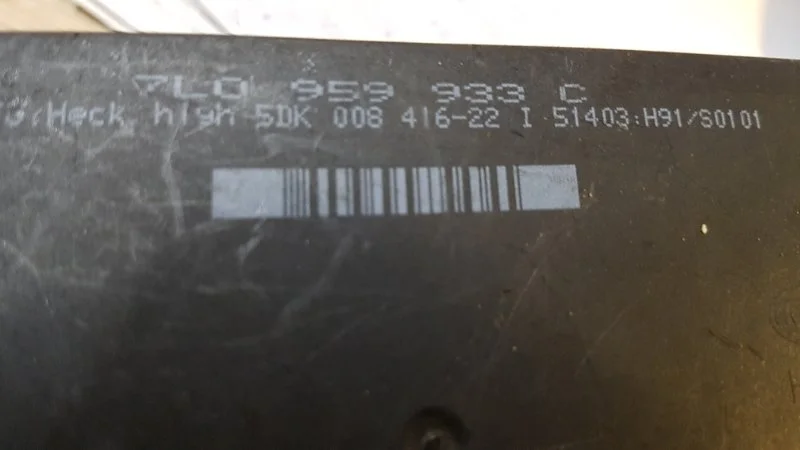 7L0 959 933 C
Heck high 5DK 008 416-22 I 51403:H91/S0101